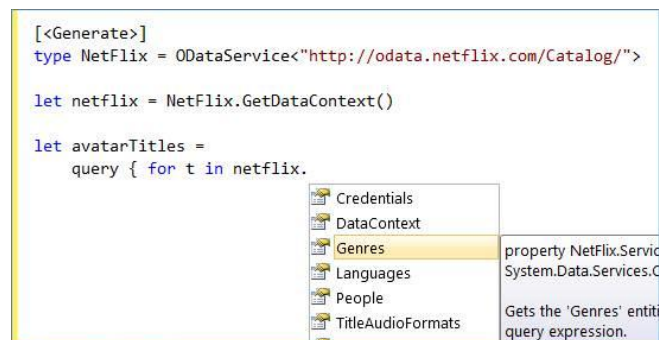 [<Generate>]
type NetFlix = ODataService<"http://odata.netflix.com/Catalog/">
let netflix = NetFlix.GetDataContext()
let avatarTitles =
query { for t in netflix.
Credentials
DataContext
Genres
Languages
People
TitleAudioFormats
property NetFlix.Servic
System.Data.Services.C
Gets the 'Genres' entiti
query expression.